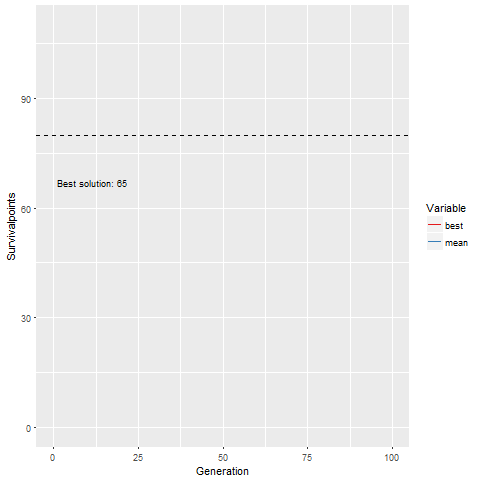 Survivalpoints
90
60
30
0
Best solution: 65
0 25 50 75 100
Generation
Variable
best
mean